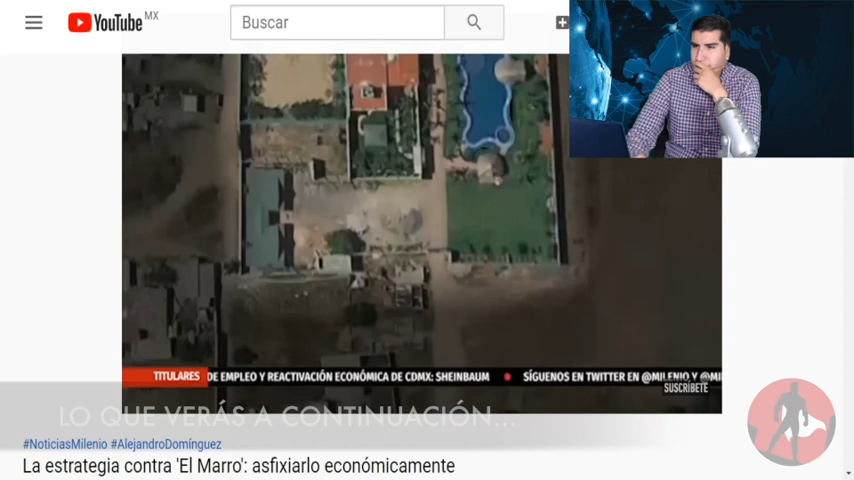 YouTube MX
Buscar
TITULARES DE EMPLEO Y REACTIVACIÓN ECONÓMICA DE CDMX: SHEINBAUM SÍGUENOS EN TWITTER EN @MILENIO Y @MI
SUSCRÍBETE
LO QUE VERÁS A CONTINUACIÓN...
#NoticiasMilenio #AlejandroDomínguez
La estrategia contra 'El Marro': asfixiarlo económicamente